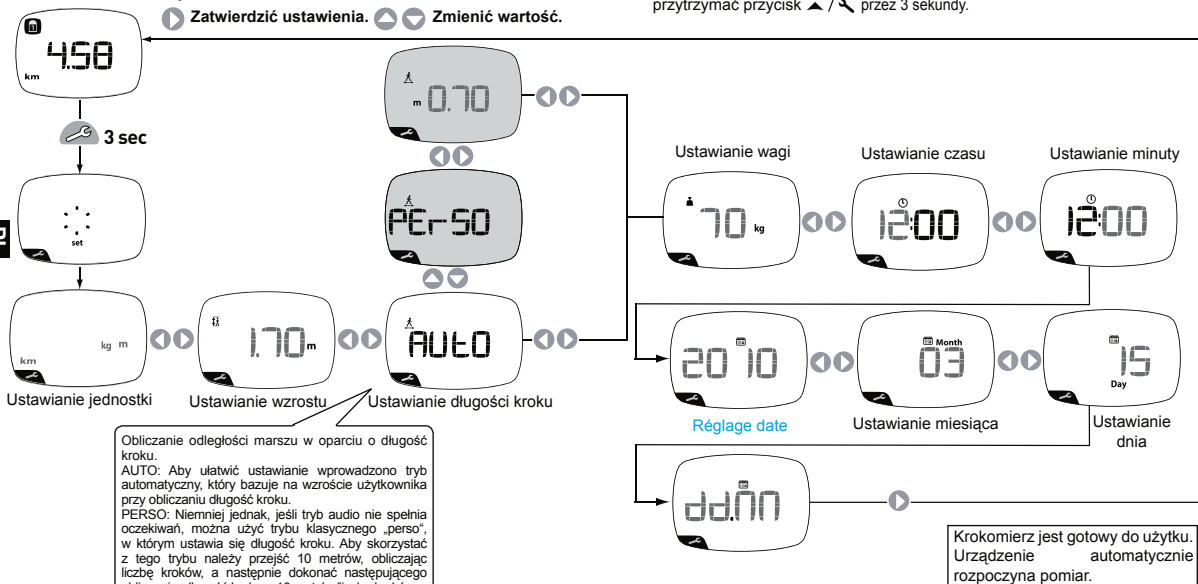 Zatwierdzić ustawienia. Zmienić wartość.
przytrzymać przycisk / przez 3 sekundy.
4.58
km
3 sec
set
km kg m
Ustawianie jednostki
1.70 m
Ustawianie wzrostu
m 0.70
PErSO
AUtO
Ustawianie długości kroku
Obliczanie odległości marszu w oparciu o długość
kroku.
AUTO: Aby ułatwić ustawianie wprowadzono tryb
automatyczny, który bazuje na wzroście użytkownika
przy obliczaniu długość kroku.
PERSO: Niemniej jednak, jeśli tryb audio nie spełnia
oczekiwań, można użyć trybu klasycznego „perso“,
w którym ustawia się długość kroku. Aby skorzystać
z tego trybu należy przejść 10 metrów, obliczając
liczbę kroków, a następnie dokonać następującego
Ustawianie wagi
70 kg
Ustawianie czasu
12:00
Ustawianie minuty
12:00
2010
Réglage date
Month
03
Ustawianie miesiąca
15
Day
Ustawianie
dnia
dd.MM
Krokomierz jest gotowy do użytku.
Urządzenie automatycznie
rozpoczyna pomiar.